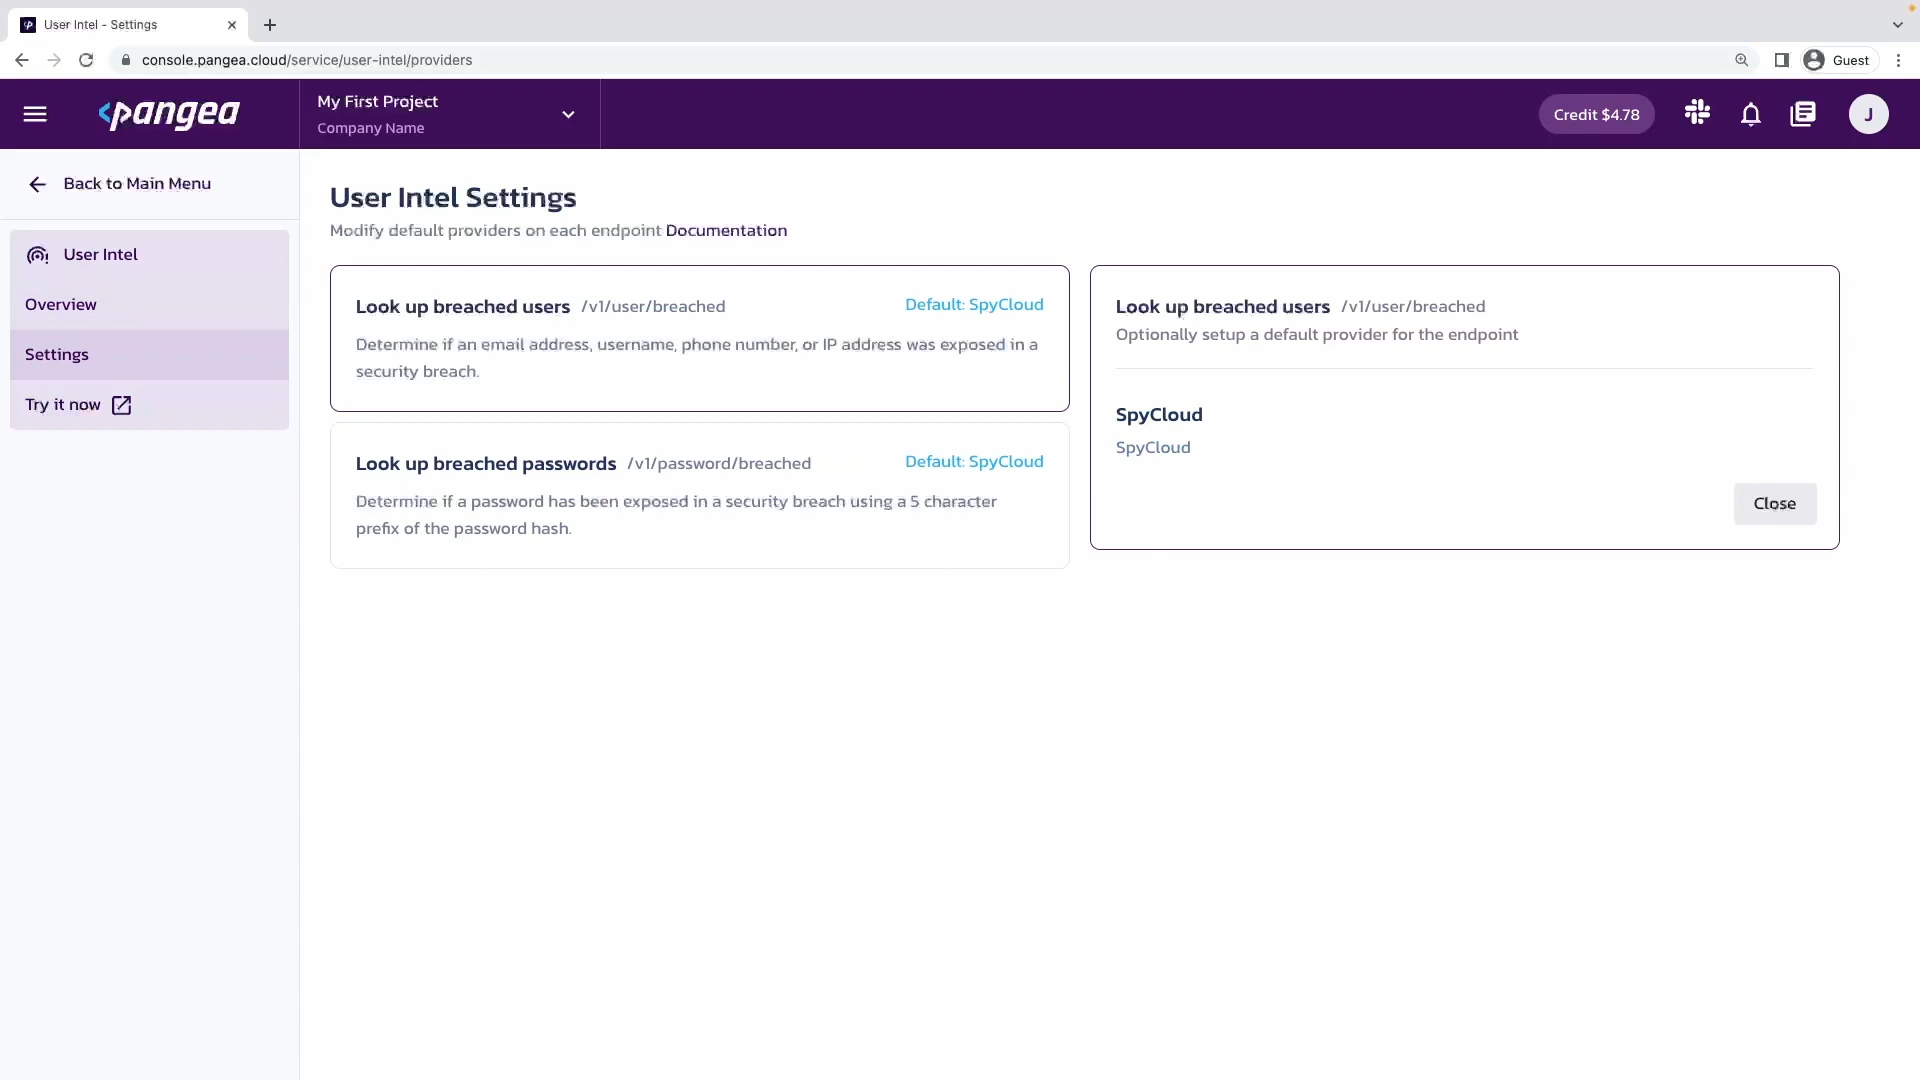 User Intel - Settings
console.pangea.cloud/service/user-intel/providers
Guest
pangea
My First Project
Company Name
Credit $4.78
J
Back to Main Menu
User Intel
Overview
Settings
Try it now
User Intel Settings
Modify default providers on each endpoint Documentation
Look up breached users /v1/user/breached Default: SpyCloud
Determine if an email address, username, phone number, or IP address was exposed in a
security breach.
Look up breached passwords /v1/password/breached Default: SpyCloud
Determine if a password has been exposed in a security breach using a 5 character
prefix of the password hash.
Look up breached users /v1/user/breached
Optionally setup a default provider for the endpoint
SpyCloud
SpyCloud
Close